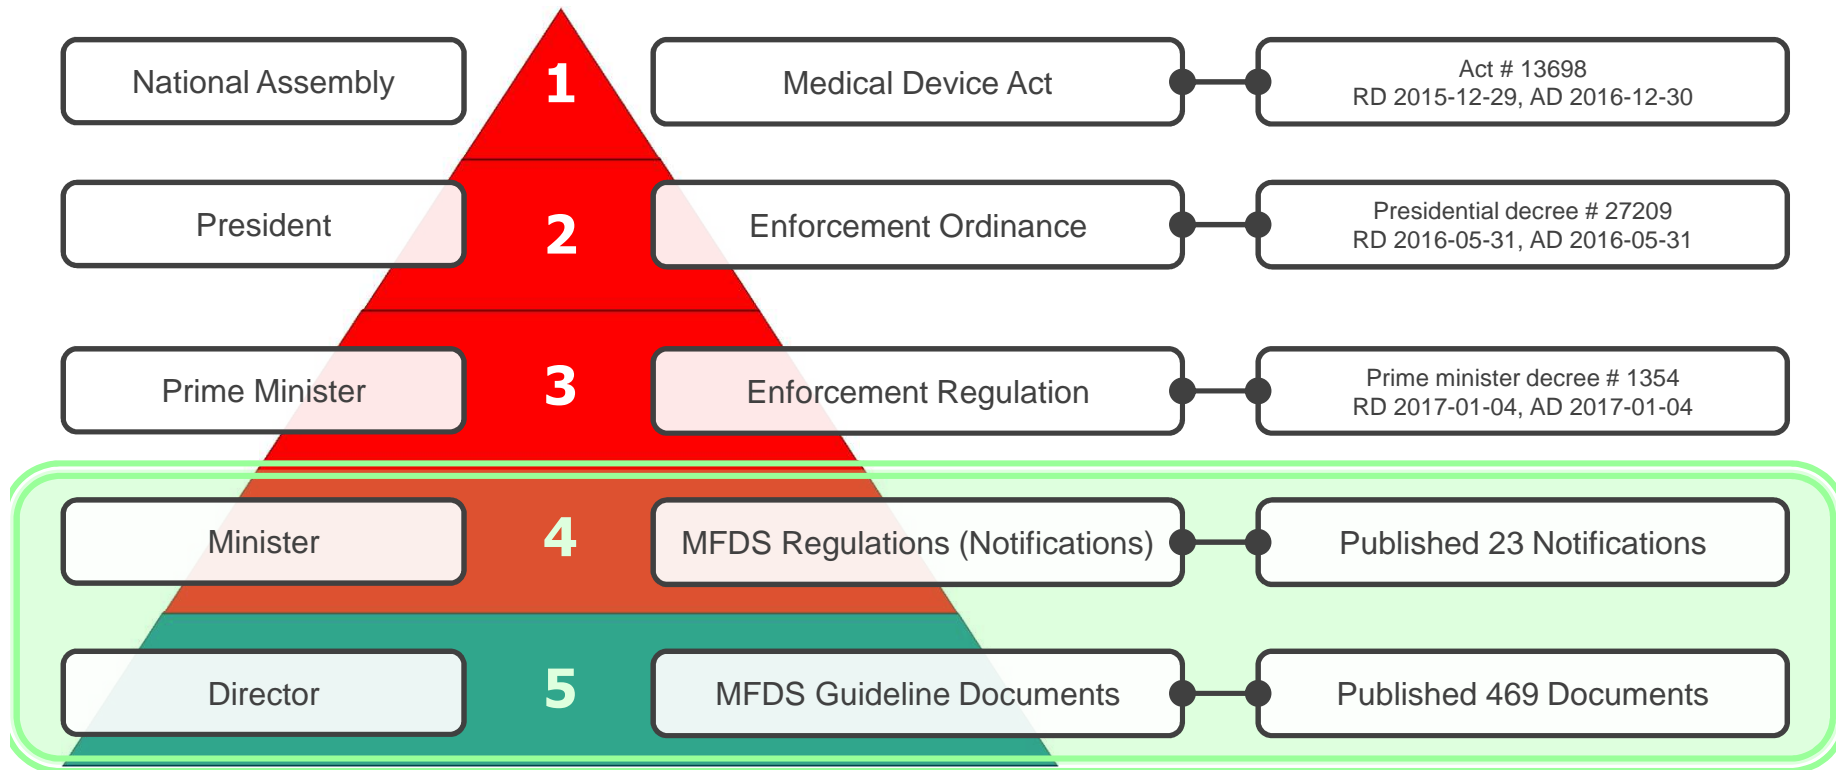 National Assembly
1
Medical Device Act
Act # 13698
RD 2015-12-29, AD 2016-12-30
President
2
Enforcement Ordinance
Presidential decree # 27209
RD 2016-05-31, AD 2016-05-31
Prime Minister
3
Enforcement Regulation
Prime minister decree # 1354
RD 2017-01-04, AD 2017-01-04
Minister
4
MFDS Regulations (Notifications)
Published 23 Notifications
Director
5
MFDS Guideline Documents
Published 469 Documents